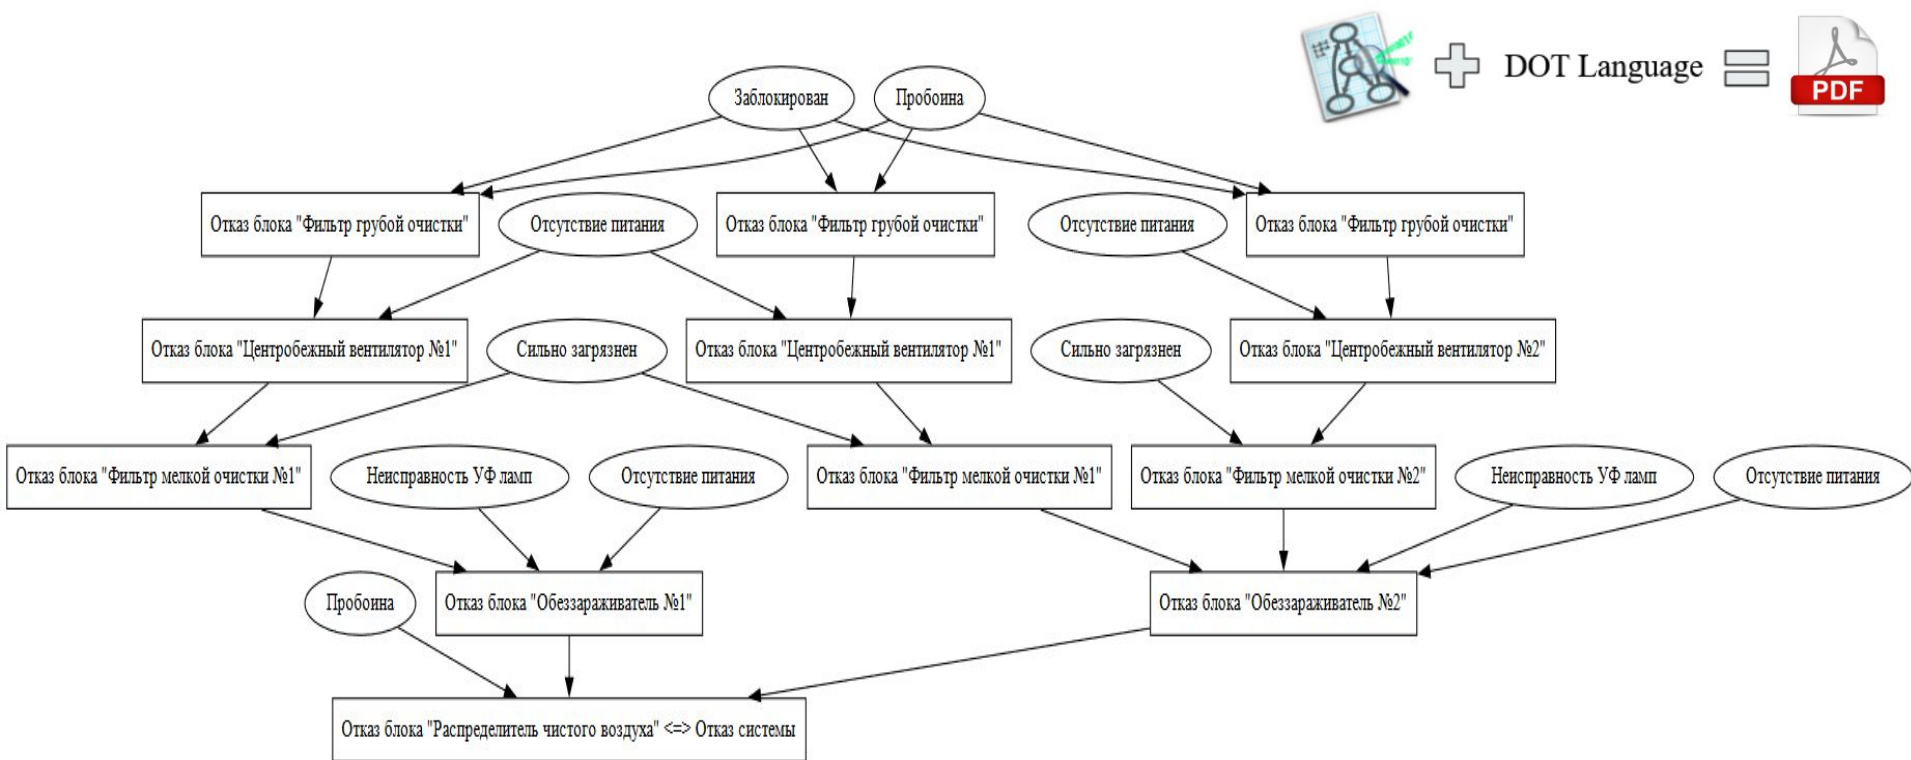 DOT Language
PDF
Заблокирован
Пробоина
Отказ блока "Фильтр грубой очистки"
Отсутствие питания
Отказ блока "Фильтр грубой очистки"
Отсутствие питания
Отказ блока "Фильтр грубой очистки"
Отказ блока "Центробежный вентилятор №1"
Сильно загрязнен
Отказ блока "Центробежный вентилятор №1"
Сильно загрязнен
Отказ блока "Центробежный вентилятор №2"
Отказ блока "Фильтр мелкой очистки №1"
Неисправность УФ ламп
Отсутствие питания
Отказ блока "Фильтр мелкой очистки №1"
Отказ блока "Фильтр мелкой очистки №2"
Неисправность УФ ламп
Отсутствие питания
Пробоина
Отказ блока "Обеззараживатель №1"
Отказ блока "Обеззараживатель №2"
Отказ блока "Распределитель чистого воздуха" <=> Отказ системы